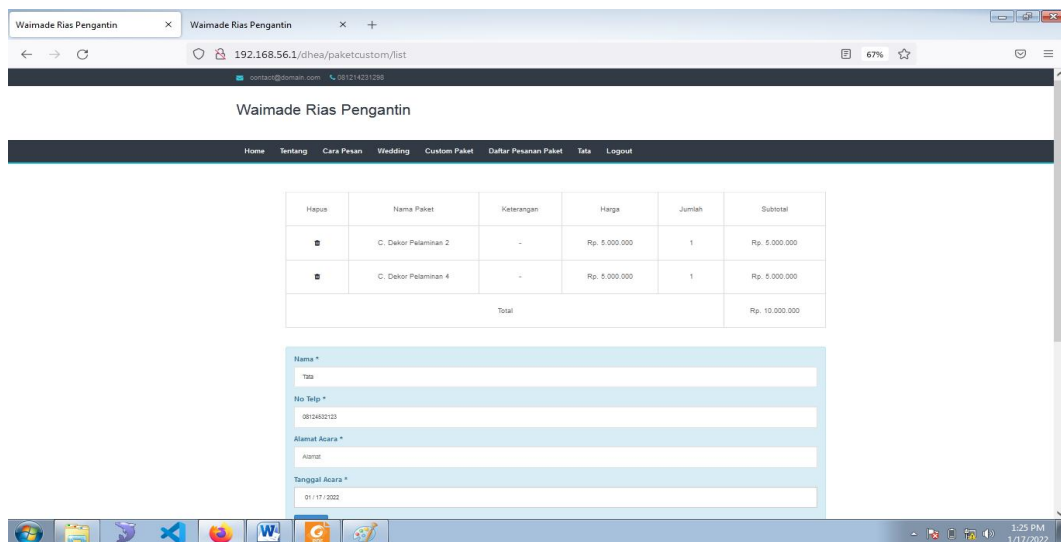 Waimade Rias Pengantin × Waimade Rias Pengantin × +
192.168.56.1/dhea/paketcustom/list 67%
contact@domain.com 081214231298
Waimade Rias Pengantin
Home Tentang Cara Pesan Wedding Custom Paket Daftar Pesanan Paket Tata Logout
Hapus Nama Paket Keterangan Harga Jumlah Subtotal
C. Dekor Pelaminan 2 - Rp. 5.000.000 1 Rp. 5.000.000
C. Dekor Pelaminan 4 - Rp. 5.000.000 1 Rp. 5.000.000
Total Rp. 10.000.000
Nama *
Tata
No Telp *
08124532123
Alamat Acara *
Alamat
Tanggal Acara *
01 / 17 / 2022
1:25 PM
1/17/2022